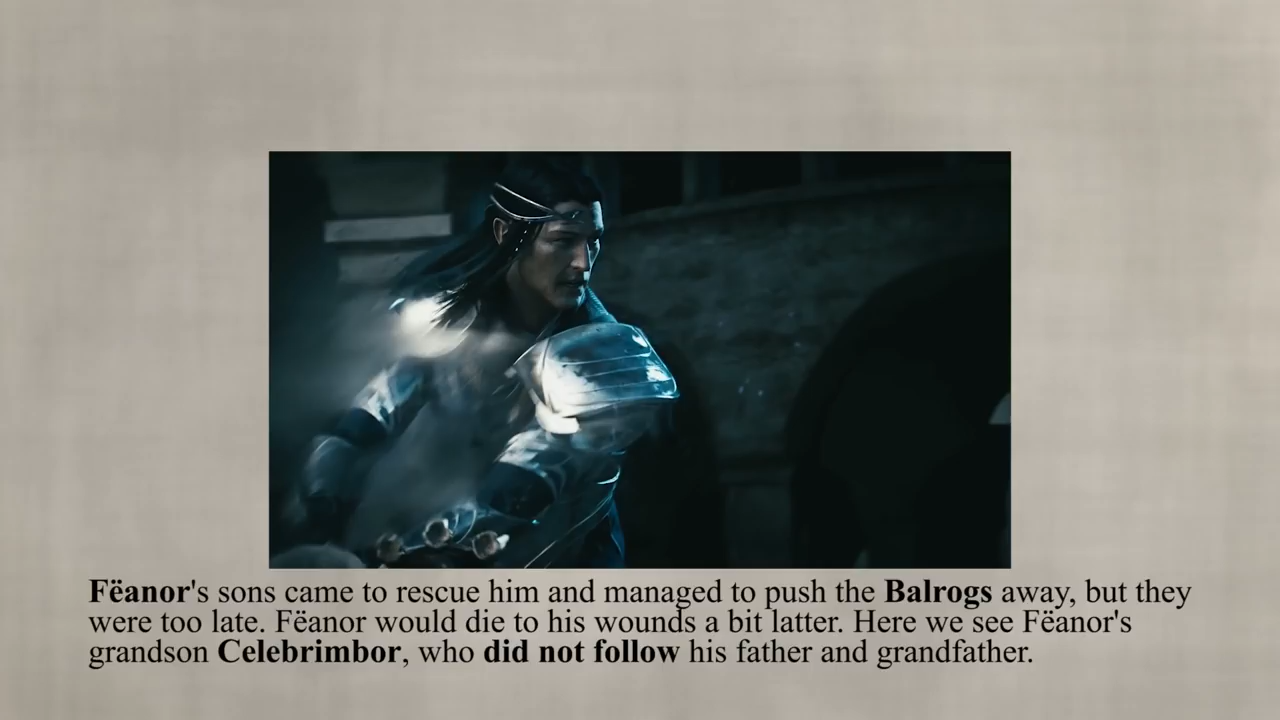 Fëanor's sons came to rescue him and managed to push the Balrogs away, but they
were too late. Fëanor would die to his wounds a bit latter. Here we see Fëanor's
grandson Celebrimbor, who did not follow his father and grandfather.